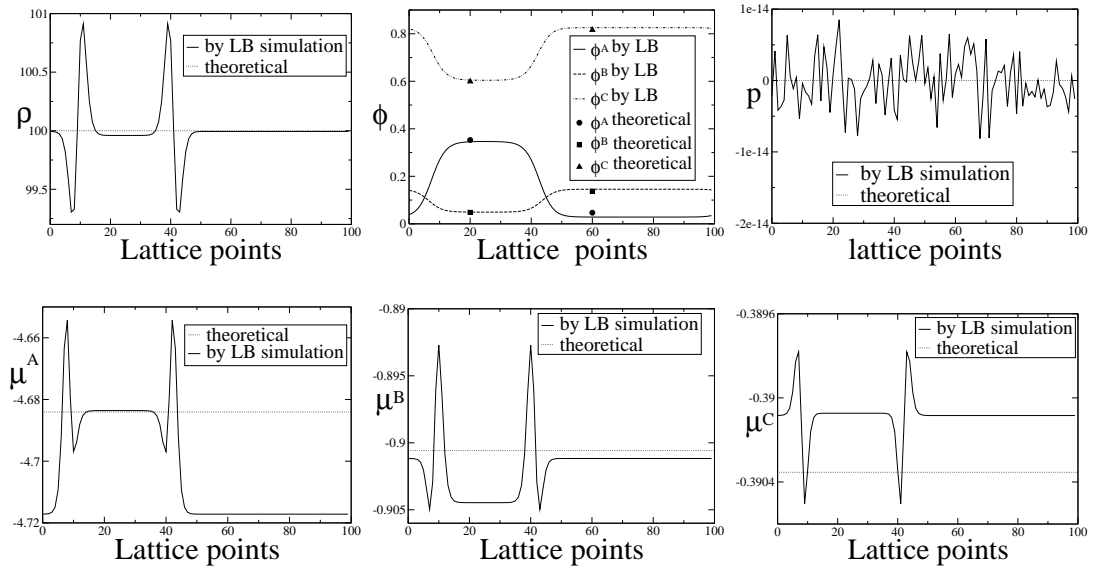 101
100.5
100
99.5
ρ
by LB simulation
theoretical
0 20 40 60 80 100
Lattice points
0.8
0.6
0.4
0.2
0
ϕ
ϕᴬ by LB
ϕᴮ by LB
ϕᶜ by LB
ϕᴬ theoretical
ϕᴮ theoretical
ϕᶜ theoretical
0 20 40 60 80 100
Lattice points
1e-14
0
-1e-14
-2e-14
p
by LB simulation
theoretical
0 20 40 60 80 100
lattice points
-4.66
-4.68
-4.7
-4.72
μᴬ
theoretical
by LB simulation
0 20 40 60 80 100
Lattice points
-0.89
-0.895
-0.9
-0.905
μᴮ
by LB simulation
theoretical
0 20 40 60 80 100
Lattice points
-0.3896
-0.39
-0.3904
μᶜ
by LB simulation
theoretical
0 20 40 60 80 100
Lattice points